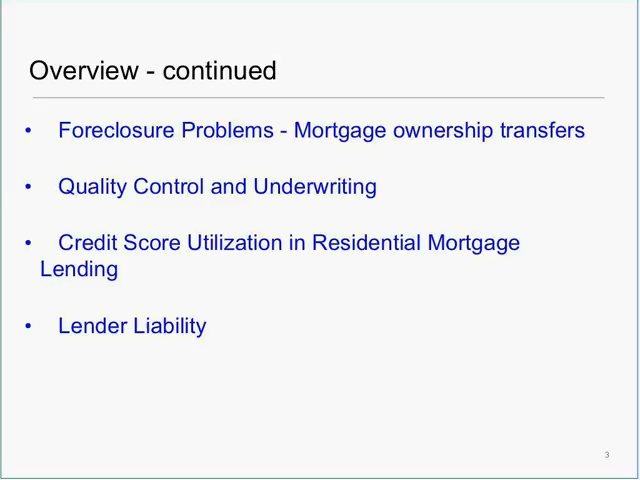 Overview - continued
• Foreclosure Problems - Mortgage ownership transfers
• Quality Control and Underwriting
• Credit Score Utilization in Residential Mortgage
Lending
• Lender Liability
3